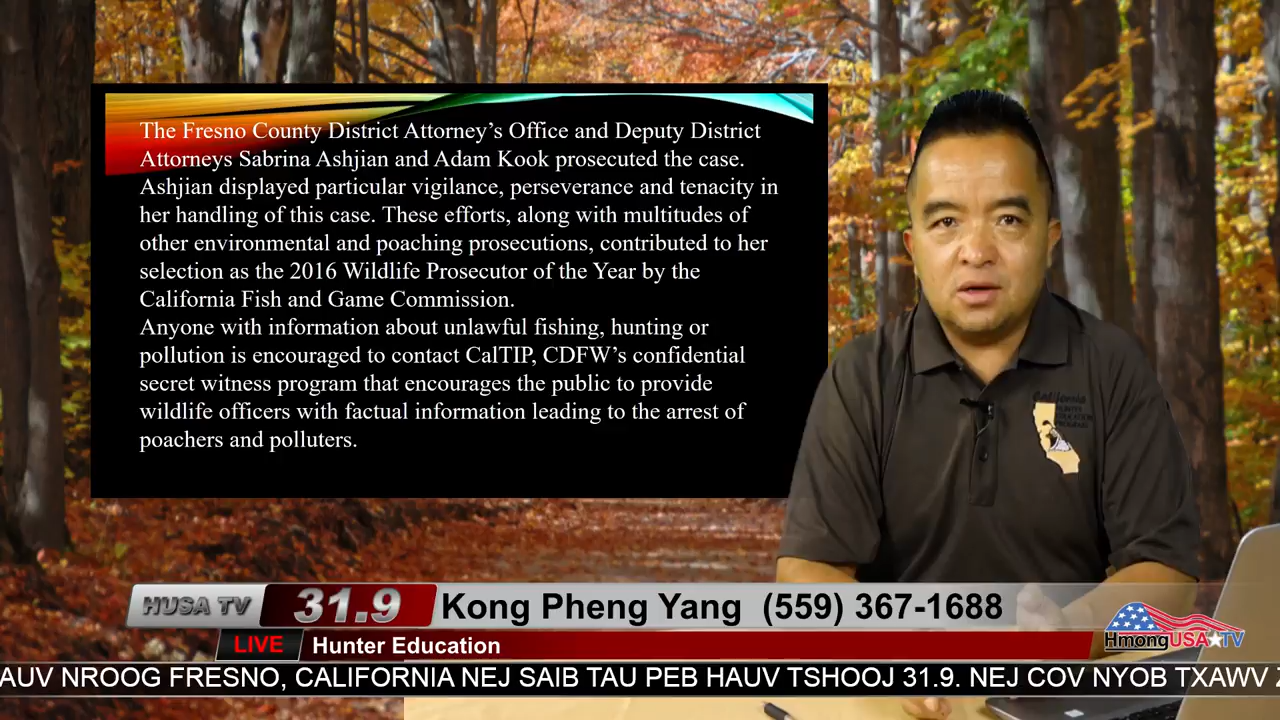 The Fresno County District Attorney’s Office and Deputy District
Attorneys Sabrina Ashjian and Adam Kook prosecuted the case.
Ashjian displayed particular vigilance, perseverance and tenacity in
her handling of this case. These efforts, along with multitudes of
other environmental and poaching prosecutions, contributed to her
selection as the 2016 Wildlife Prosecutor of the Year by the
California Fish and Game Commission.
Anyone with information about unlawful fishing, hunting or
pollution is encouraged to contact CalTIP, CDFW’s confidential
secret witness program that encourages the public to provide
wildlife officers with factual information leading to the arrest of
poachers and polluters.
California
HUNTER
EDUCATION
PROGRAM
HUSA TV 31.9 Kong Pheng Yang (559) 367-1688
LIVE Hunter Education
HmongUSA TV
AUV NROOG FRESNO, CALIFORNIA NEJ SAIB TAU PEB HAUV TSHOOJ 31.9. NEJ COV NYOB TXAWV